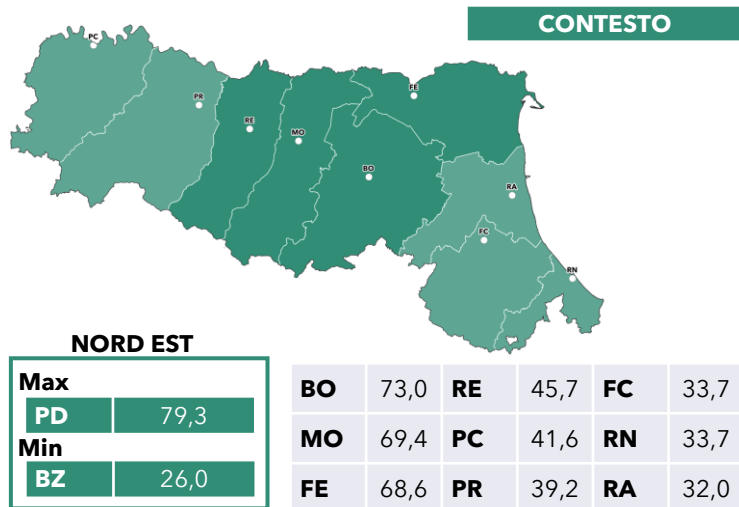 CONTESTO
PC
PR
RE
MO
FE
BO
RA
FC
RN
NORD EST
Max
PD 79,3
Min
BZ 26,0
BO 73,0 RE 45,7 FC 33,7
MO 69,4 PC 41,6 RN 33,7
FE 68,6 PR 39,2 RA 32,0